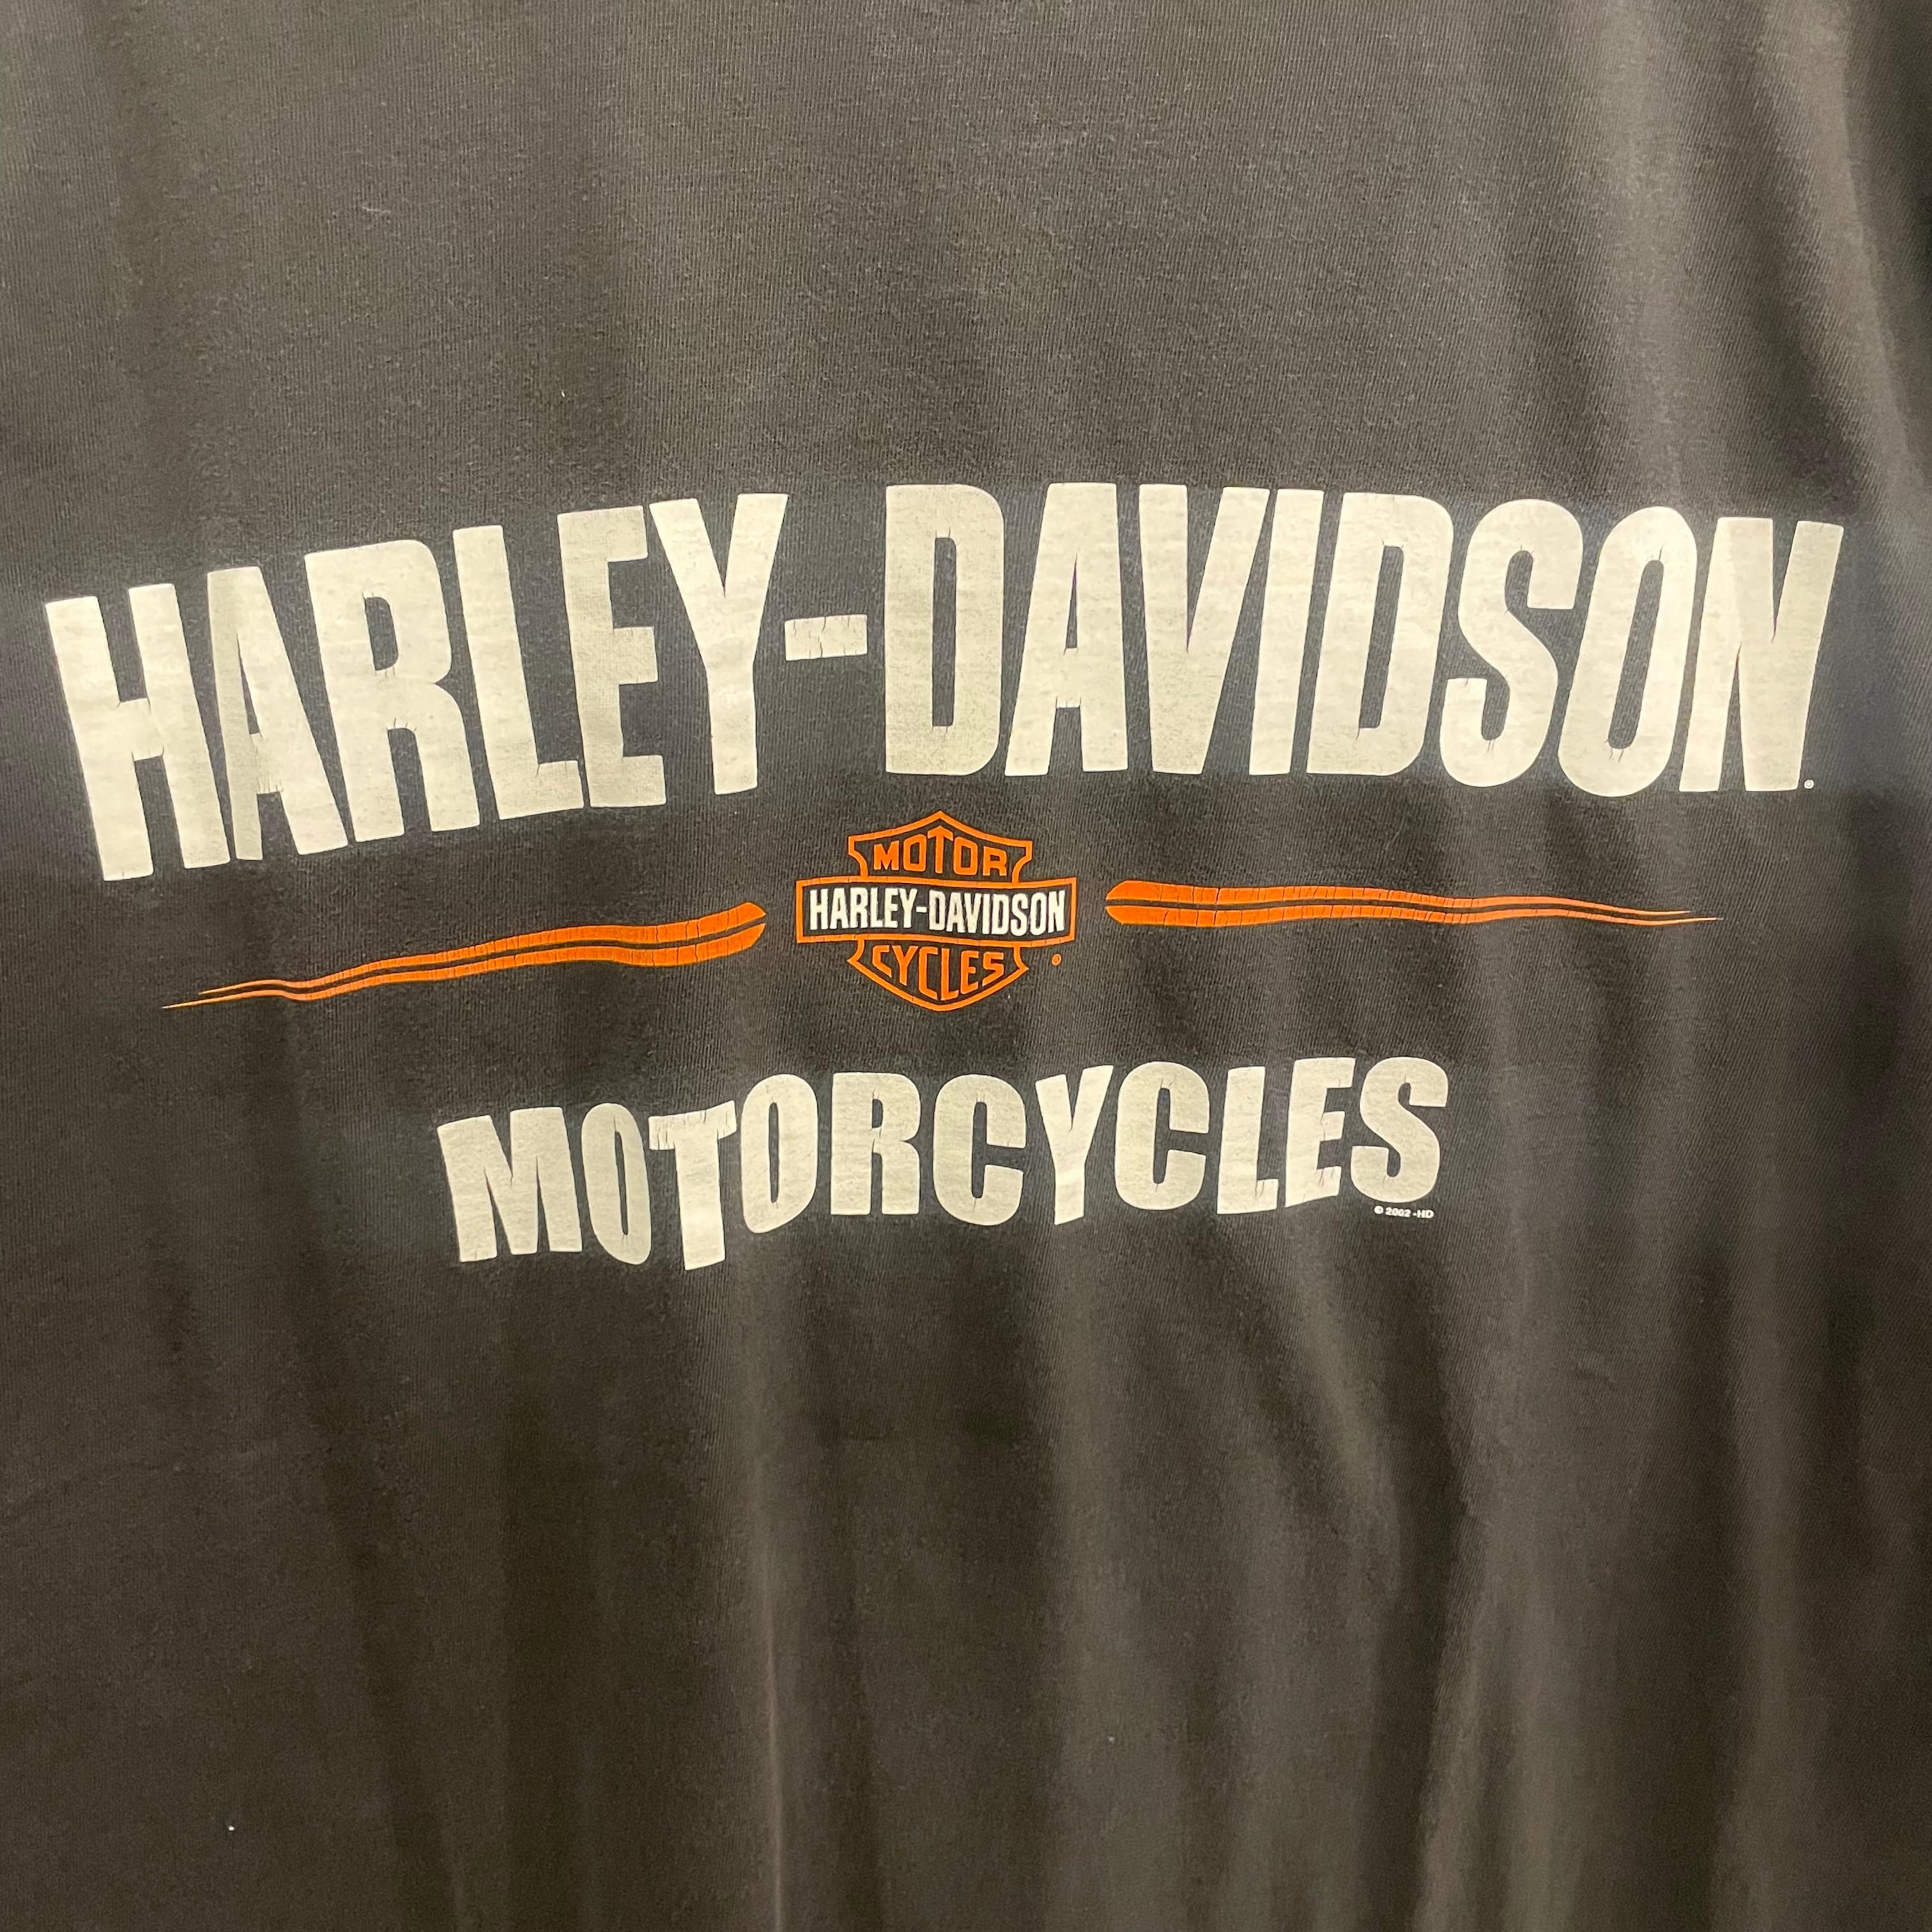 HARLEY-DAVIDSON®
MOTOR
HARLEY-DAVIDSON
CYCLES ®
MOTORCYCLES
© 2002 -HD